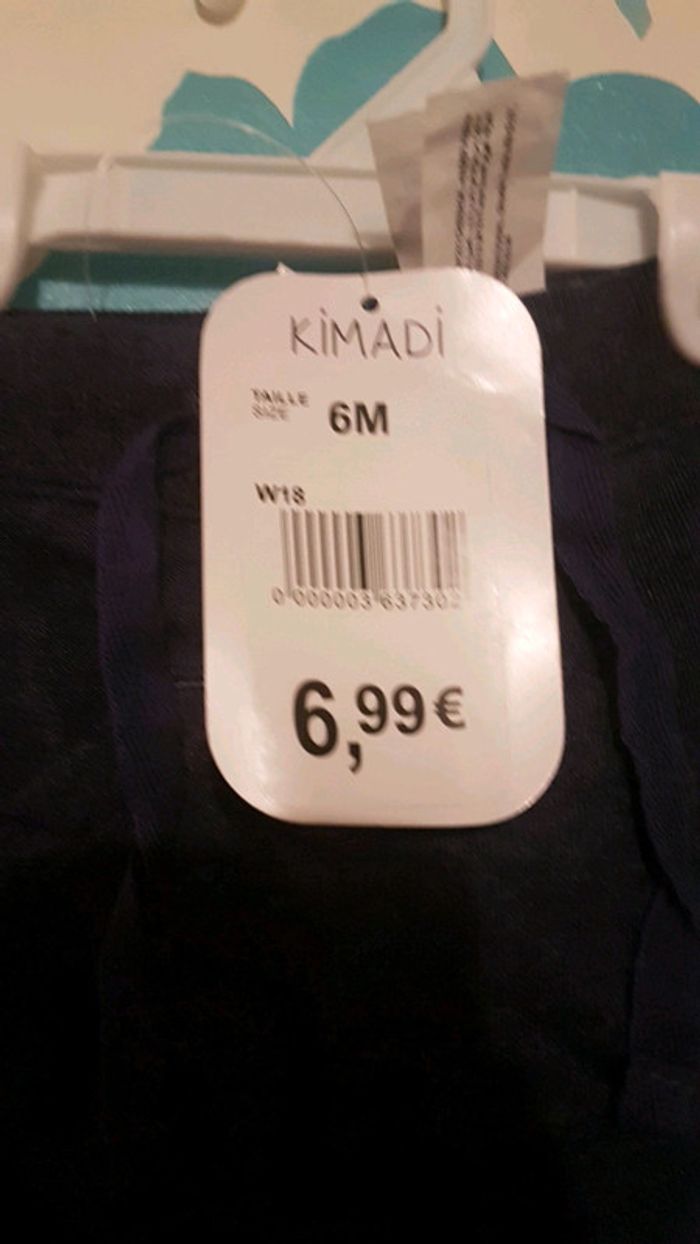 KiMADi
TAILLE
SIZE
6M
W18
0 000003 637302
6,99€